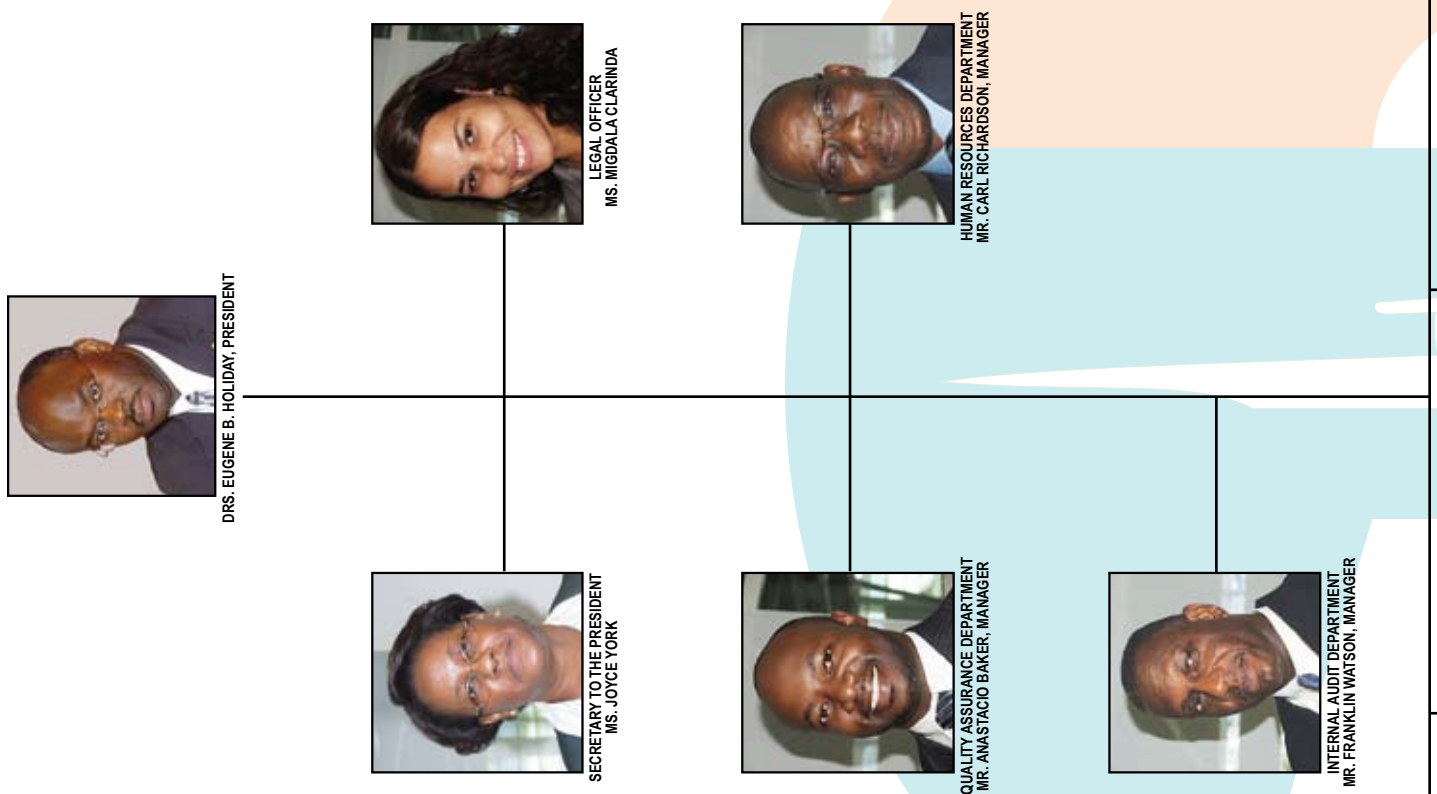 DRS. EUGENE B. HOLIDAY, PRESIDENT
SECRETARY TO THE PRESIDENT
MS. JOYCE YORK
LEGAL OFFICER
MS. MIGDALA CLARINDA
QUALITY ASSURANCE DEPARTMENT
MR. ANASTACIO BAKER, MANAGER
HUMAN RESOURCES DEPARTMENT
MR. CARL RICHARDSON, MANAGER
INTERNAL AUDIT DEPARTMENT
MR. FRANKLIN WATSON, MANAGER